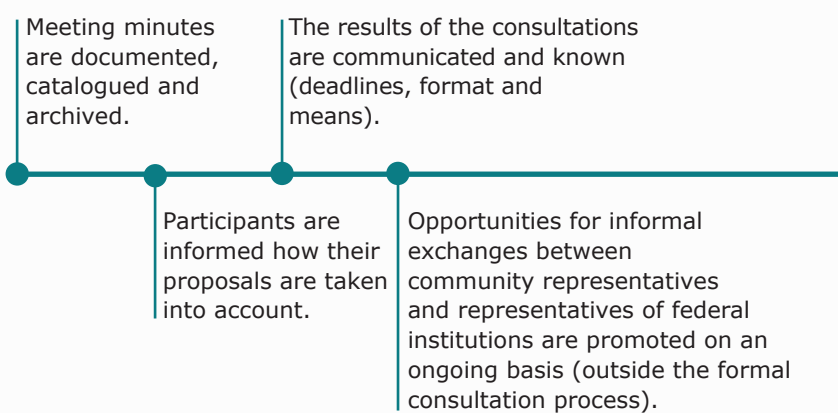 Meeting minutes
are documented,
catalogued and
archived.
The results of the consultations
are communicated and known
(deadlines, format and
means).
Participants are
informed how their
proposals are taken
into account.
Opportunities for informal
exchanges between
community representatives
and representatives of federal
institutions are promoted on an
ongoing basis (outside the formal
consultation process).